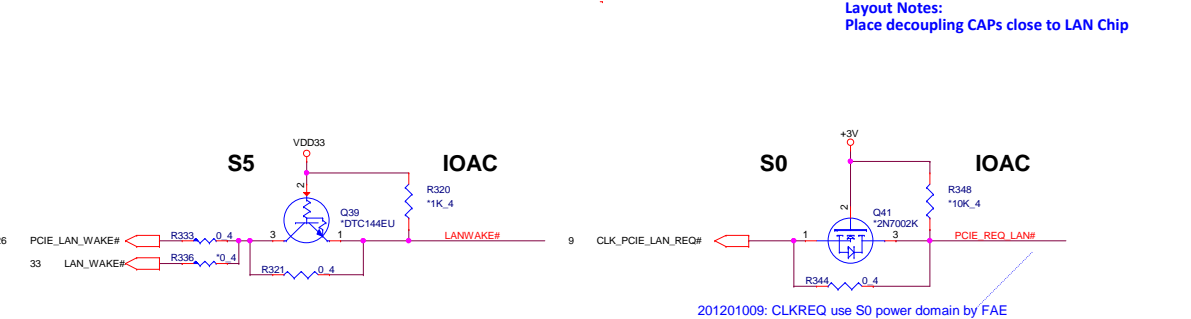 Layout Notes:
Place decoupling CAPs close to LAN Chip
VDD33
S5
IOAC
2
R320
*1K_4
Q39
*DTC144EU
26
PCIE_LAN_WAKE#
R333
0_4
3
1
LANWAKE#
33
LAN_WAKE#
R336
*0_4
R321
0_4
+3V
S0
IOAC
2
R348
*10K_4
Q41
*2N7002K
9
CLK_PCIE_LAN_REQ#
1
3
PCIE_REQ_LAN#
R344
0_4
201201009: CLKREQ use S0 power domain by FAE